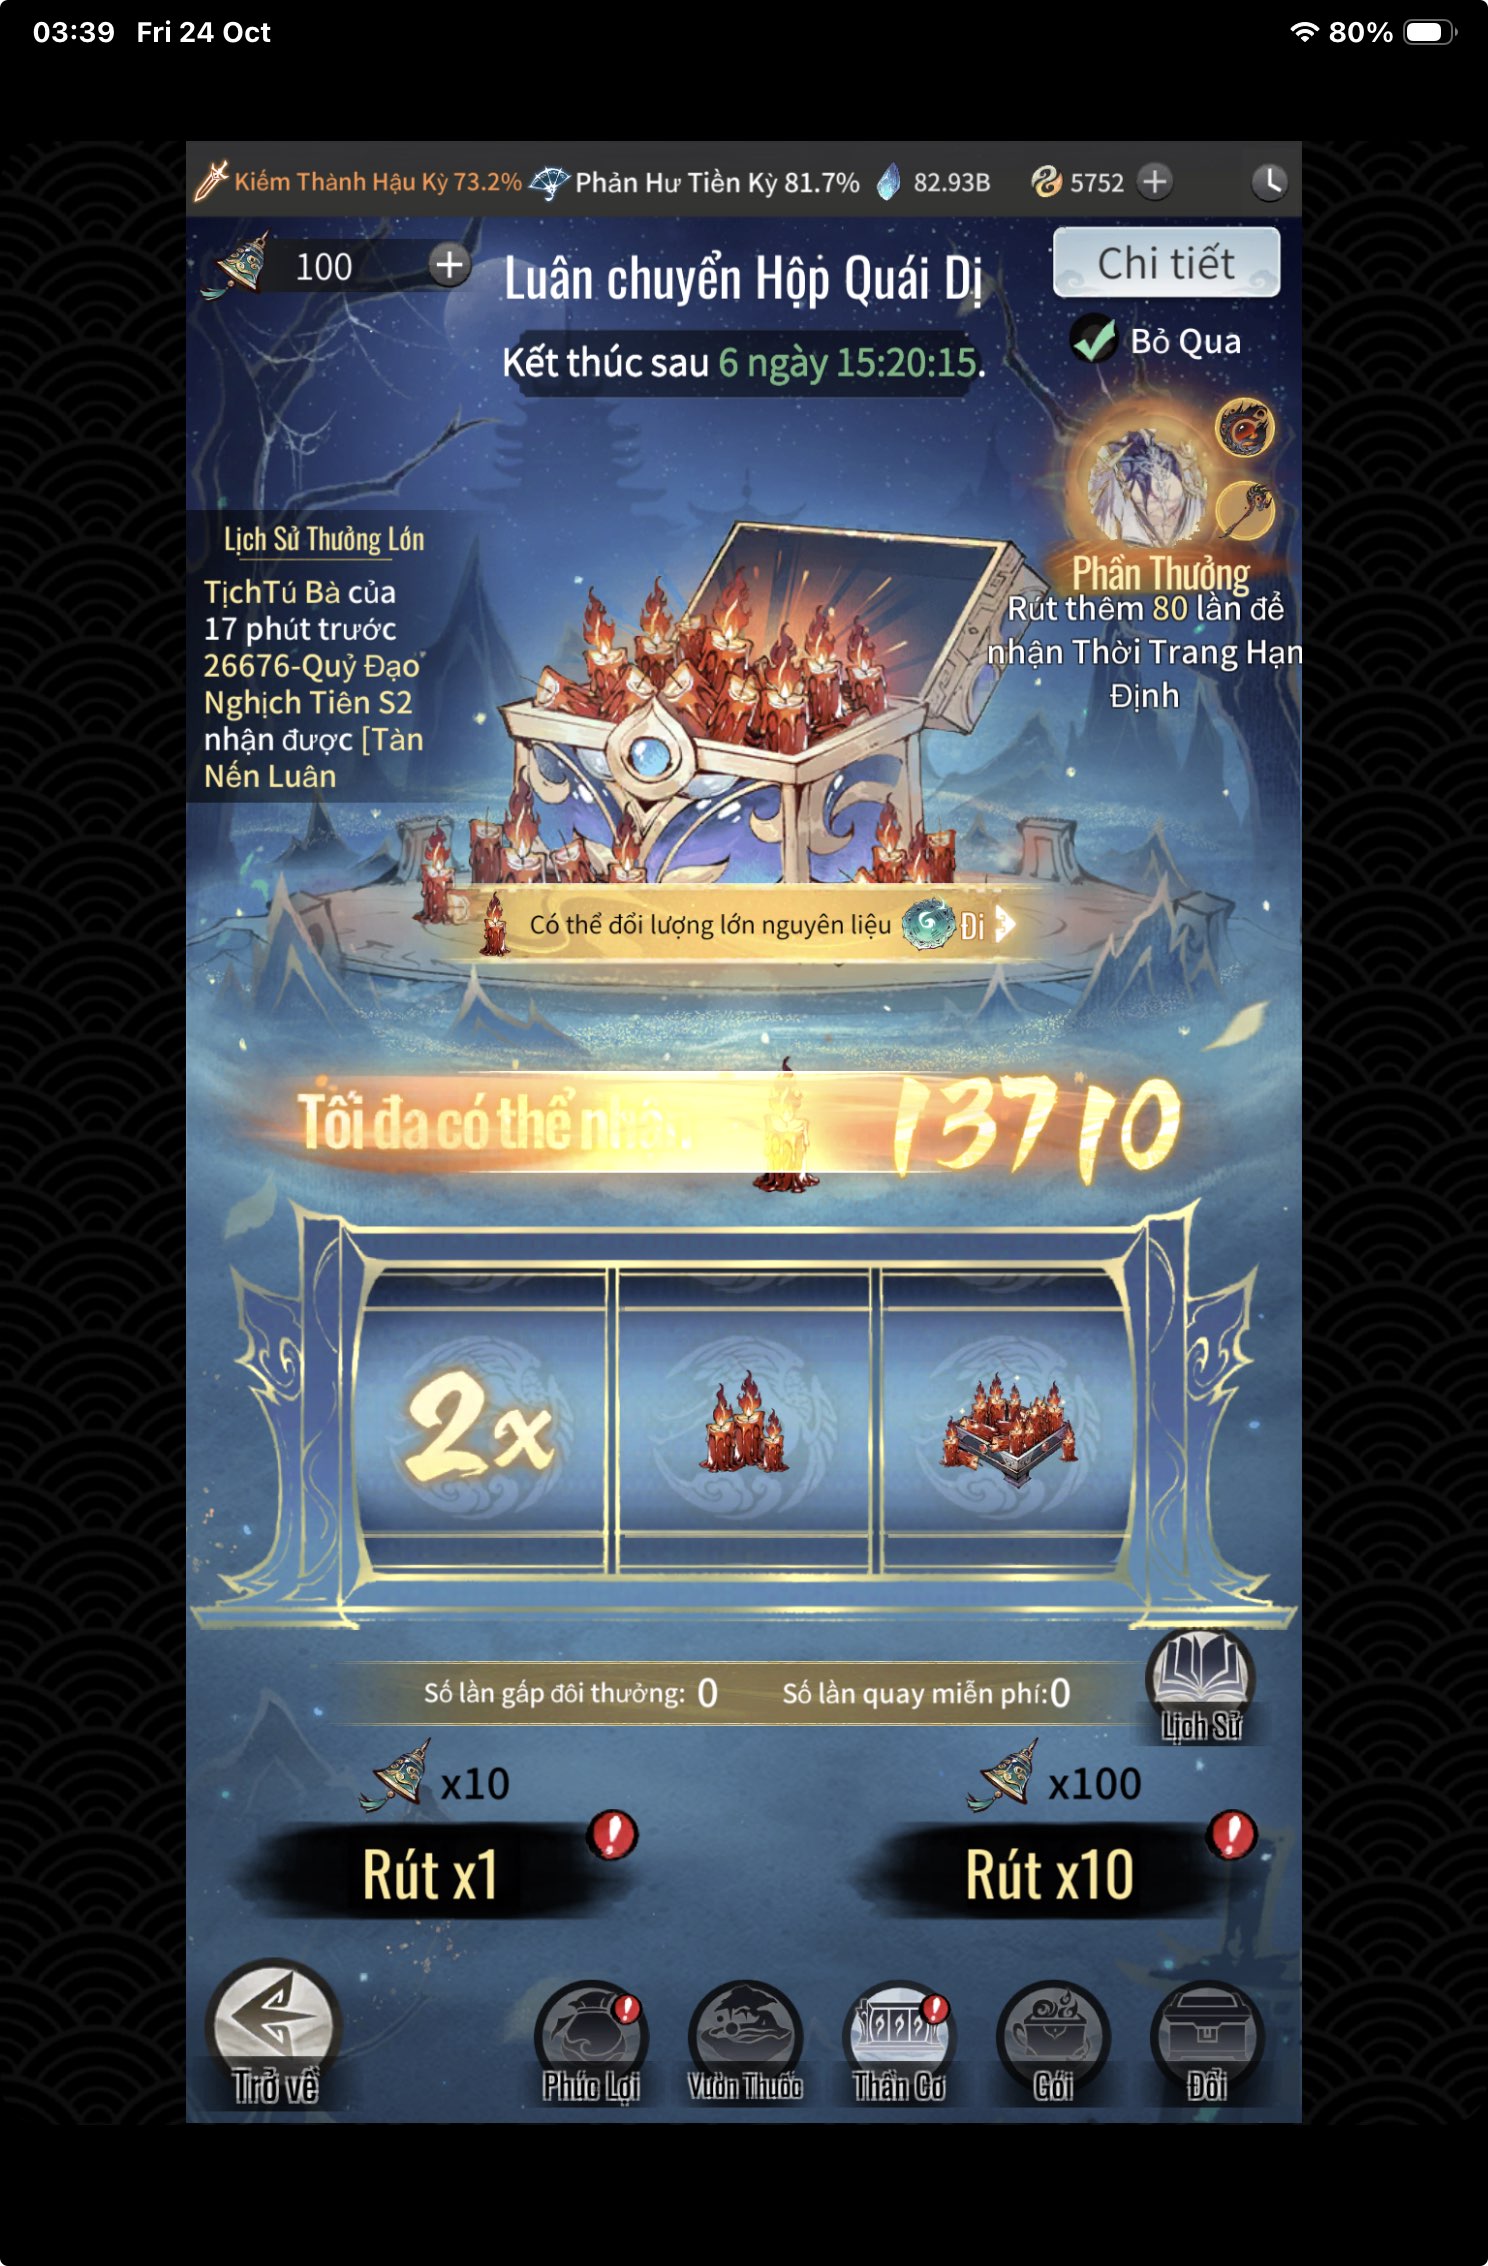 03:39 Fri 24 Oct 80%
Kiếm Thành Hậu Kỳ 73.2% Phản Hư Tiền Kỳ 81.7% 82.93B 5752
100
Luân chuyển Hộp Quái Dị
Chi tiết
Kết thúc sau 6 ngày 15:20:15.
Bỏ Qua
Lịch Sử Thưởng Lớn
TịchTú Bà của
17 phút trước
26676-Quỷ Đạo
Nghịch Tiên S2
nhận được [Tàn
Nến Luân
Phần Thưởng
Rút thêm 80 lần để
nhận Thời Trang Hạn
Định
Có thể đổi lượng lớn nguyên liệu Đi
Tối đa có thể nhận 13710
2x
Số lần gấp đôi thưởng: 0 Số lần quay miễn phí:0
Lịch Sử
x10 x100
Rút x1 Rút x10
Trở về Phúc Lợi Vườn Thuốc Thần Cơ Gói Đổi